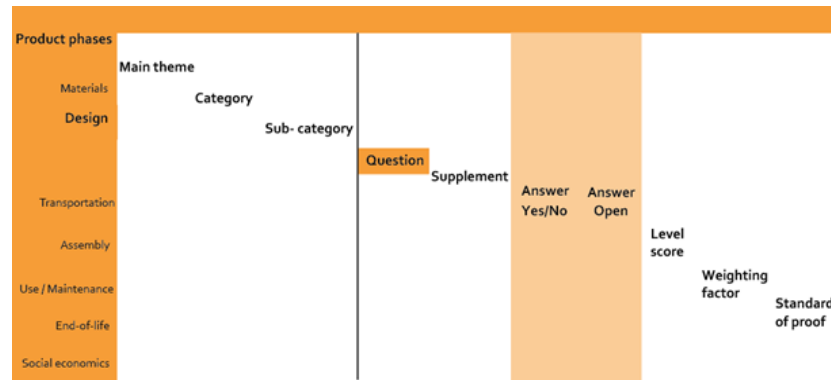 Product phases
Main theme
Materials
Category
Design
Sub- category
Question
Supplement
Answer
Yes/No
Answer
Open
Transportation
Level
score
Assembly
Weighting
factor
Use / Maintenance
Standard
of proof
End-of-life
Social economics